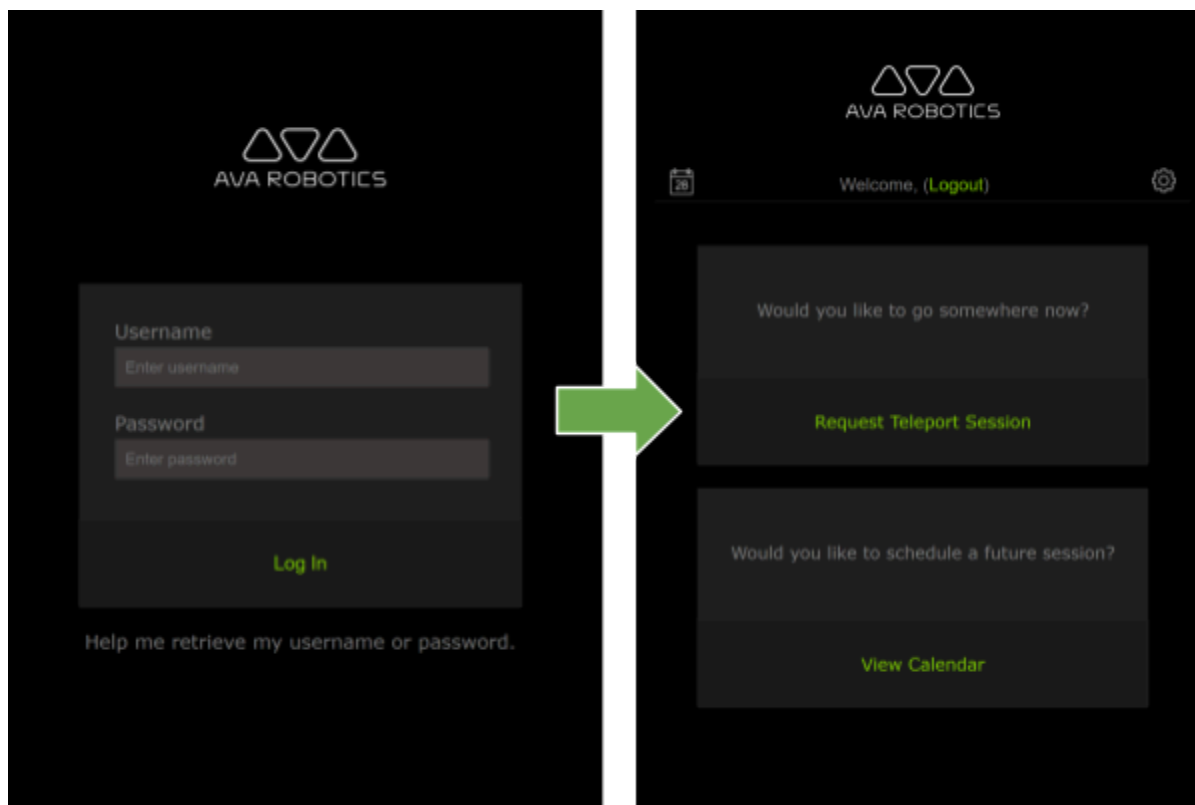 AVA ROBOTICS
Username
Enter username
Password
Enter password
Log In
Help me retrieve my username or password.
AVA ROBOTICS
26
Welcome, (Logout)
Would you like to go somewhere now?
Request Teleport Session
Would you like to schedule a future session?
View Calendar